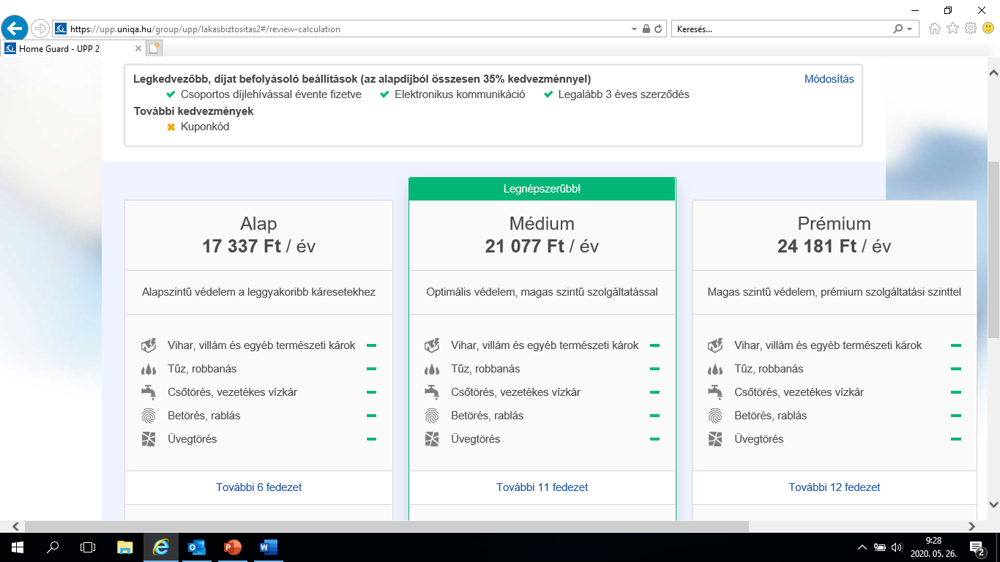 https://upp.uniqa.hu/group/upp/lakasbiztositas2#/review-calculation
Keresés...
Home Guard - UPP 2
Legkedvezőbb, díjat befolyásoló beállítások (az alapdíjból összesen 35% kedvezménnyel)
Módosítás
Csoportos díjlehívással évente fizetve
Elektronikus kommunikáció
Legalább 3 éves szerződés
További kedvezmények
Kuponkód
Alap
17 337 Ft / év
Alapszintű védelem a leggyakoribb káresetekhez
Vihar, villám és egyéb természeti károk
Tűz, robbanás
Csőtörés, vezetékes vízkár
Betörés, rablás
Üvegtörés
További 6 fedezet
Legnépszerűbb!
Médium
21 077 Ft / év
Optimális védelem, magas szintű szolgáltatással
Vihar, villám és egyéb természeti károk
Tűz, robbanás
Csőtörés, vezetékes vízkár
Betörés, rablás
Üvegtörés
További 11 fedezet
Prémium
24 181 Ft / év
Magas szintű védelem, prémium szolgáltatási szinttel
Vihar, villám és egyéb természeti károk
Tűz, robbanás
Csőtörés, vezetékes vízkár
Betörés, rablás
Üvegtörés
További 12 fedezet
9:28
2020. 05. 26.
2